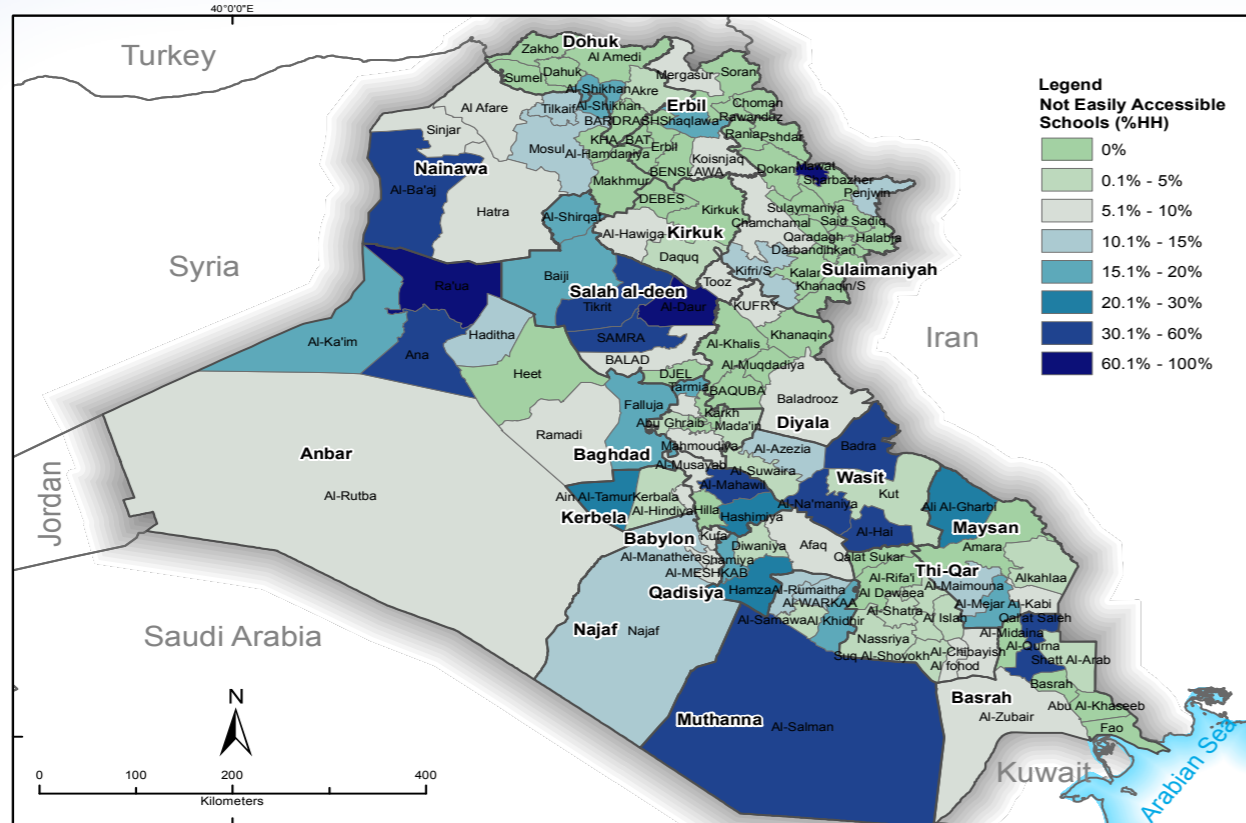 40°0'0"E
Turkey
Syria
Jordan
Saudi Arabia
Iran
Kuwait
Arabian Sea
Legend
Not Easily Accessible
Schools (%HH)
0%
0.1% - 5%
5.1% - 10%
10.1% - 15%
15.1% - 20%
20.1% - 30%
30.1% - 60%
60.1% - 100%
Dohuk
Zakho
Al Amedi
Sumel
Dahuk
Mergasur
Soran
Al-Shikhan
Al-Shikhan
Akre
Erbil
Choman
Rawanduz
Al Afare
Tilkaif
BARDRASH
Shaqlawa
Rania
Pshdar
Sinjar
Mosul
KHA_BAT
Al-Hamdaniya
Erbil
Koisnjaq
BENSLAWA
Dokan
Mawat
Sharbazher
Penjwin
Nainawa
Al-Ba'aj
Makhmur
Hatra
DEBES
Kirkuk
Sulaymaniya
Chamchamal
Said Sadiq
Al-Shirqat
Al-Hawiga
Kirkuk
Qaradagh
Halabja
Darbandihkan
Daquq
Kifri/S
Kalar
Sulaimaniyah
Khanaqin/S
Ra'ua
Baiji
Tooz
Salah al-deen
Tikrit
Al-Daur
KUFRY
Haditha
SAMRA
Al-Khalis
Khanaqin
Al-Ka'im
Ana
BALAD
Al-Muqdadiya
Heet
DJEL
Tarmia
BAQUBA
Baladrooz
Falluja
Karkh
Abu Ghraib
Mada'in
Diyala
Ramadi
Mahmoudiya
Badra
Anbar
Baghdad
Al-Azezia
Al-Musayab
Al-Suwaira
Wasit
Al-Rutba
Al-Mahawil
Ain Al-Tamur
Kerbala
Al-Na'maniya
Kut
Al-Hindiya
Hilla
Hashimiya
Ali Al-Gharbi
Kerbela
Al-Hai
Maysan
Babylon
Kufa
Diwaniya
Afaq
Amara
Al-Manathera
Shamiya
Qalat Sukar
Al-MESHKAB
Thi-Qar
Al-Rifa'i
Al-Maimouna
Alkahlaa
Qadisiya
Hamza
Al-Rumaitha
Al Dawaea
Al-WARKAA
Al-Mejar Al-Kabi
Al-Shatra
Al Islah
Qal'at Saleh
Al-Samawa
Al Khidhir
Najaf
Najaf
Nassriya
Al-Midaina
Al-Qurna
Suq Al-Shoyokh
Al-Chibayish
Al fohod
Shatt Al-Arab
Basrah
Basrah
Muthanna
Al-Salman
Al-Zubair
Abu Al-Khaseeb
Fao
N
0 100 200 400
Kilometers